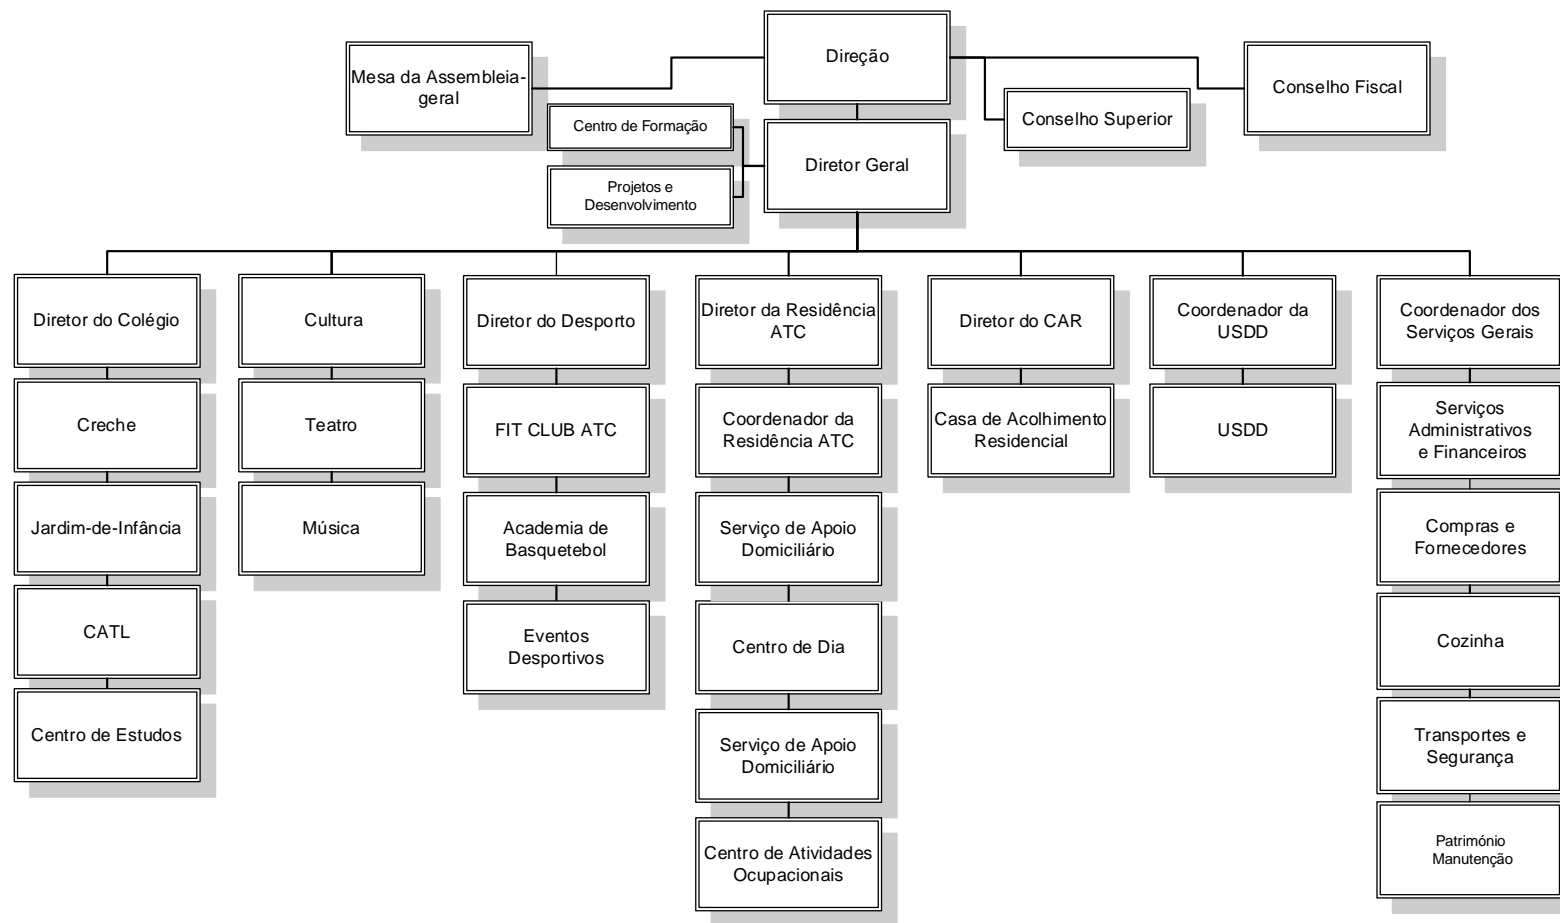 Direção
Mesa da Assembleia-
geral
Conselho Fiscal
Conselho Superior
Centro de Formação
Diretor Geral
Projetos e
Desenvolvimento
Diretor do Colégio
Creche
Jardim-de-Infância
CATL
Centro de Estudos
Cultura
Teatro
Música
Diretor do Desporto
FIT CLUB ATC
Academia de
Basquetebol
Eventos
Desportivos
Diretor da Residência
ATC
Coordenador da
Residência ATC
Serviço de Apoio
Domiciliário
Centro de Dia
Serviço de Apoio
Domiciliário
Centro de Atividades
Ocupacionais
Diretor do CAR
Casa de Acolhimento
Residencial
Coordenador da
USDD
USDD
Coordenador dos
Serviços Gerais
Serviços
Administrativos
e Financeiros
Compras e
Fornecedores
Cozinha
Transportes e
Segurança
Património
Manutenção